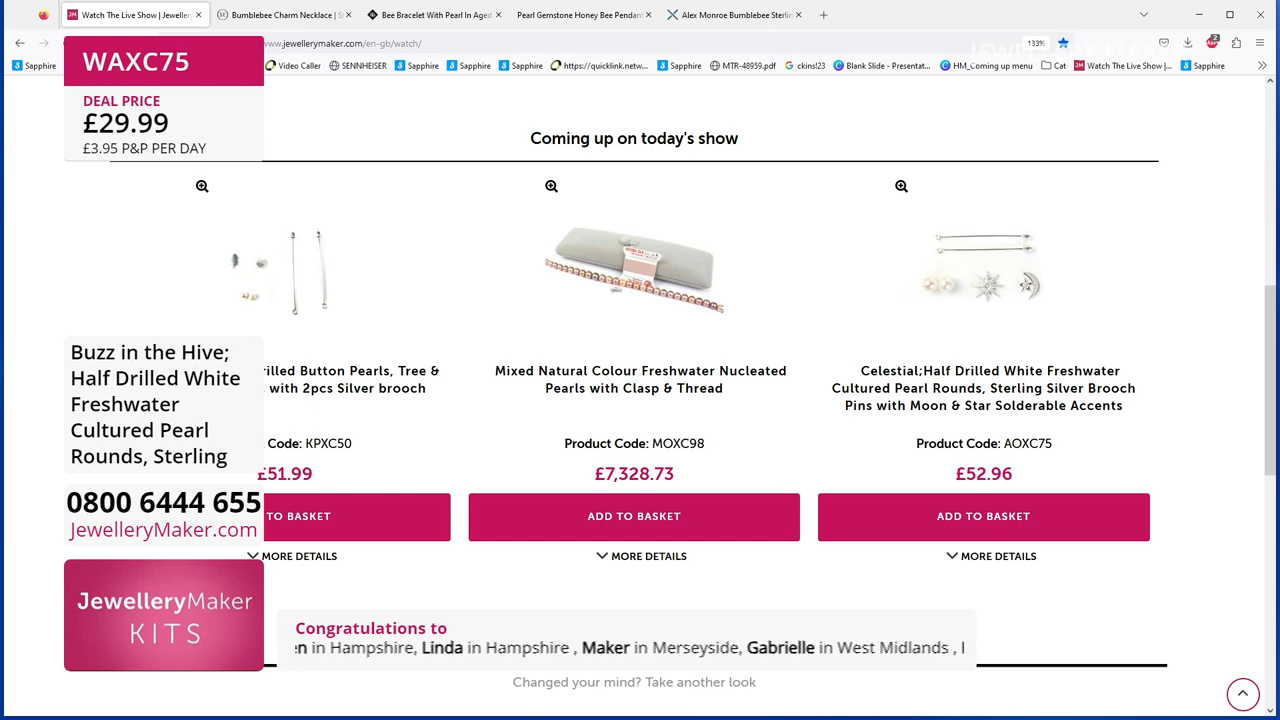 Watch The Live Show | Jewellery
Bumblebee Charm Necklace | S
Bee Bracelet With Pearl In Aged
Pearl Gemstone Honey Bee Pendant
Alex Monroe Bumblebee Sterlin
www.jewellerymaker.com/en-gb/watch/
133%
2
JEWELLERY MAKER
Sapphire
Video Caller
SENNHEISER
Sapphire
Sapphire
Sapphire
https://quicklink.netw...
Sapphire
MTR-48959.pdf
ckins!23
Blank Slide - Presentat...
HM_Coming up menu
Cat
Watch The Live Show |...
Sapphire
WAXC75
DEAL PRICE
£29.99
£3.95 P&P PER DAY
Coming up on today's show
rilled Button Pearls, Tree &
with 2pcs Silver brooch
Code: KPXC50
£51.99
TO BASKET
MORE DETAILS
Mixed Natural Colour Freshwater Nucleated
Pearls with Clasp & Thread
Product Code: MOXC98
£7,328.73
ADD TO BASKET
MORE DETAILS
Celestial;Half Drilled White Freshwater
Cultured Pearl Rounds, Sterling Silver Brooch
Pins with Moon & Star Solderable Accents
Product Code: AOXC75
£52.96
ADD TO BASKET
MORE DETAILS
Buzz in the Hive;
Half Drilled White
Freshwater
Cultured Pearl
Rounds, Sterling
0800 6444 655
JewelleryMaker.com
JewelleryMaker
KITS
Congratulations to
en in Hampshire, Linda in Hampshire , Maker in Merseyside, Gabrielle in West Midlands ,
Changed your mind? Take another look